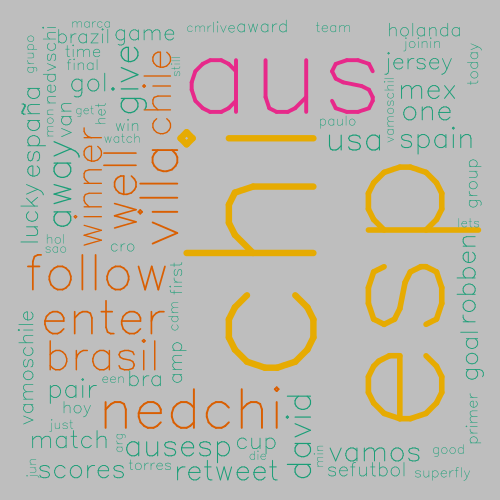 marca
brazil
game
cmrlive
award
team
holanda
joinin
grupo
nedvschi
time
final
gol
give
chile
still
aus
jersey
today
mex
one
ã
españa
mon
van
get
het
win
watch
paulo
usa
vamoschil
spain
lucky
away
winner
well
villa
chi
esp
group
lets
hol
sao
cro
follow
first
enter
cdm
brasil
vamoschile
amp
robben
goal
pair
een
bra
hoy
nedchi
david
primer
just
match
arg
ausesp
cup
die
min
vamos
good
jun
scores
torres
retweet
sefutbol
superfly